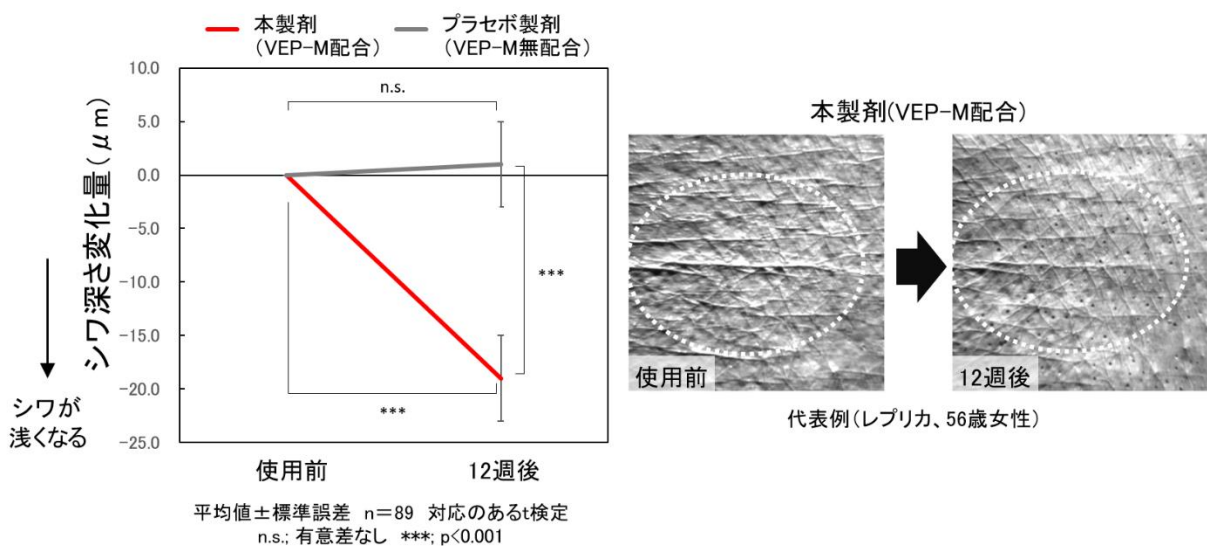 本製剤
(VEP-M配合)
プラセボ製剤
(VEP-M無配合)
シワ深さ変化量(μm)
10.0
5.0
0.0
-5.0
-10.0
-15.0
-20.0
-25.0
n.s.
***
***
シワが
浅くなる
使用前
12週後
平均値±標準誤差 n=89 対応のあるt検定
n.s.; 有意差なし ***; p<0.001
本製剤(VEP-M配合)
使用前
12週後
代表例(レプリカ、56歳女性)